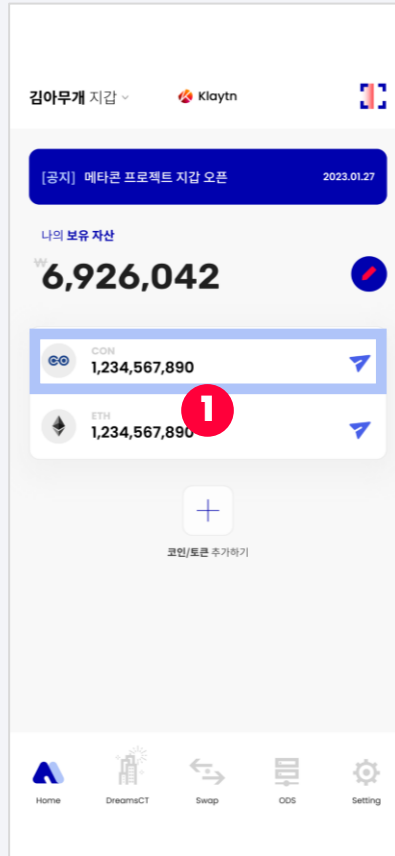 김아무개 지갑
Klaytn
[공지] 메타콘 프로젝트 지갑 오픈 2023.01.27
나의 보유 자산
₩6,926,042
CON
1,234,567,890
1
ETH
1,234,567,890
코인/토큰 추가하기
Home DreamsCT Swap ODS Setting